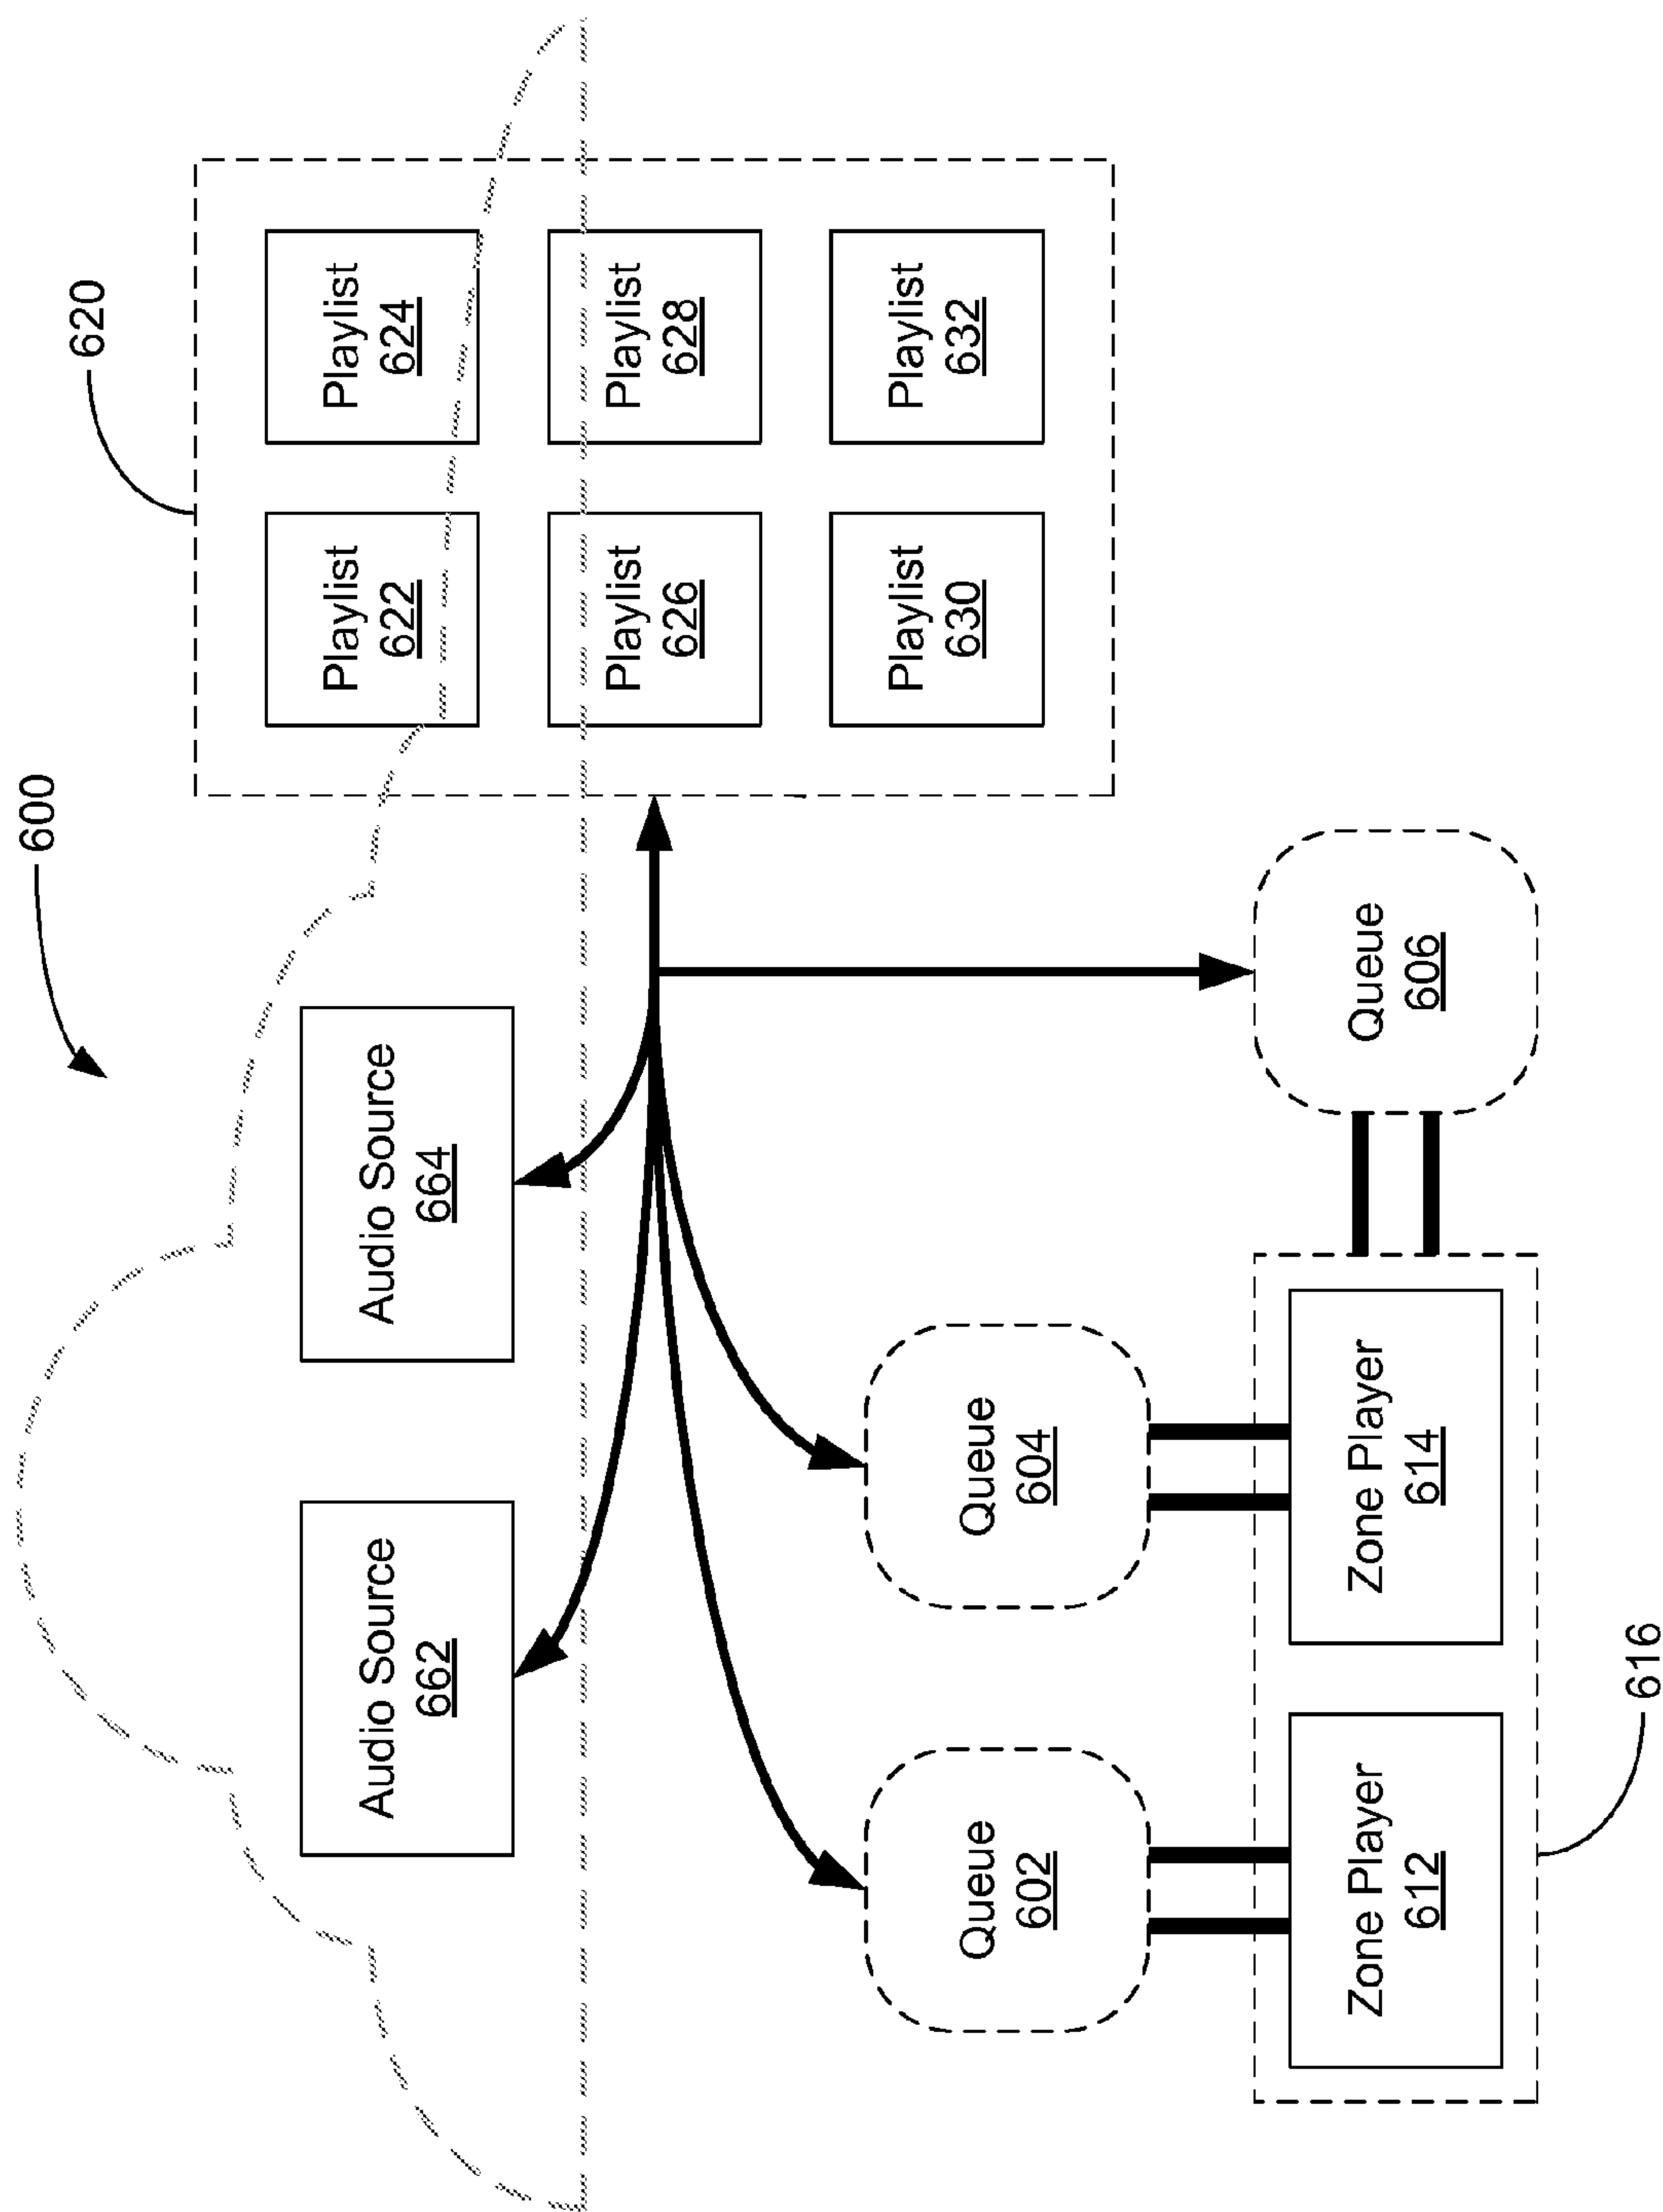 600
620
Audio Source
662
Audio Source
664
Playlist
622
Playlist
624
Playlist
626
Playlist
628
Playlist
630
Playlist
632
Queue
602
Queue
604
Queue
606
Zone Player
612
Zone Player
614
616